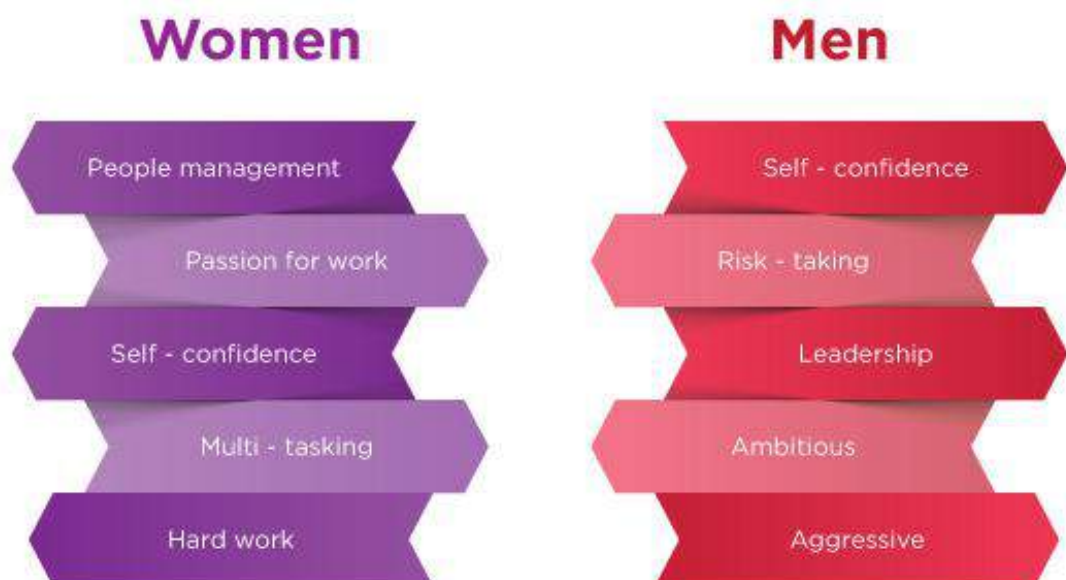 Women
People management
Passion for work
Self - confidence
Multi - tasking
Hard work
Men
Self - confidence
Risk - taking
Leadership
Ambitious
Aggressive